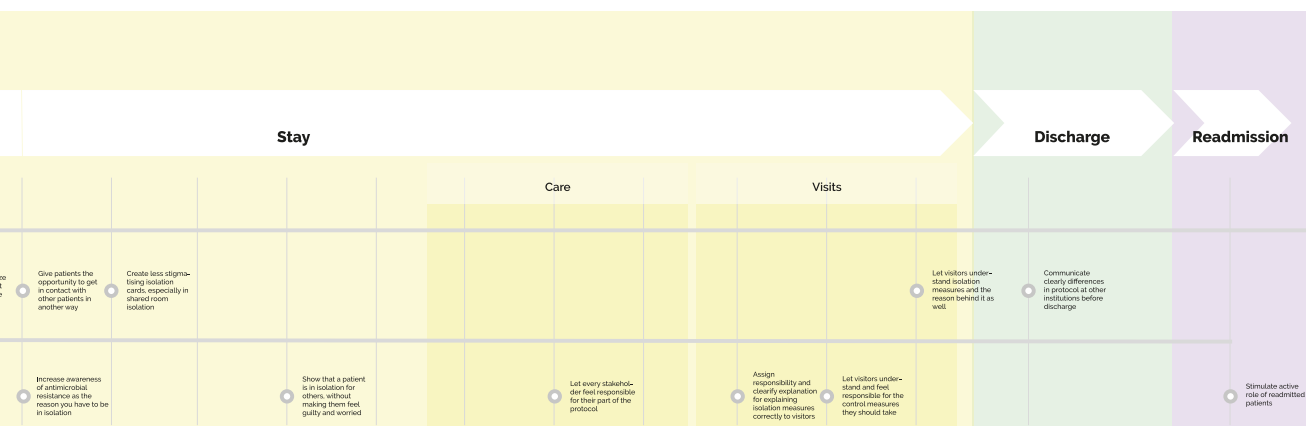 Stay
Discharge
Readmission
Care
Visits
Give patients the
opportunity to get
in contact with
other patients in
another way
Create less stigma-
tising isolation
cards, especially in
shared room
isolation
Let visitors under-
stand isolation
measures and the
reason behind it as
well
Communicate
clearly differences
in protocol at other
institutions before
discharge
Increase awareness
of antimicrobial
resistance as the
reason you have to be
in isolation
Show that a patient
is in isolation for
others, without
making them feel
guilty and worried
Let every stakehol-
der feel responsible
for their part of the
protocol
Assign
responsibility and
clearify explanation
for explaining
isolation measures
correctly to visitors
Let visitors under-
stand and feel
responsible for the
control measures
they should take
Stimulate active
role of readmitted
patients